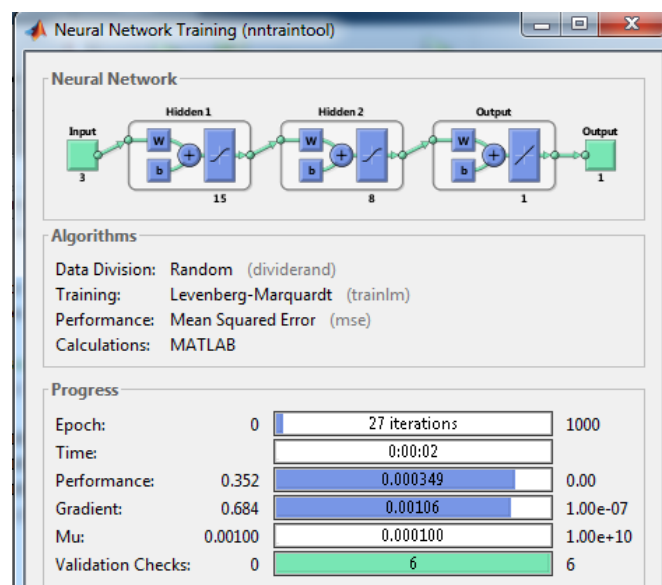 Neural Network Training (nntraintool)
Neural Network
Hidden 1 Hidden 2 Output
Input Output
W W W
b b b
3 1
15 8 1
Algorithms
Data Division: Random (dividerand)
Training: Levenberg-Marquardt (trainlm)
Performance: Mean Squared Error (mse)
Calculations: MATLAB
Progress
Epoch: 0 27 iterations 1000
Time: 0:00:02
Performance: 0.352 0.000349 0.00
Gradient: 0.684 0.00106 1.00e-07
Mu: 0.00100 0.000100 1.00e+10
Validation Checks: 0 6 6